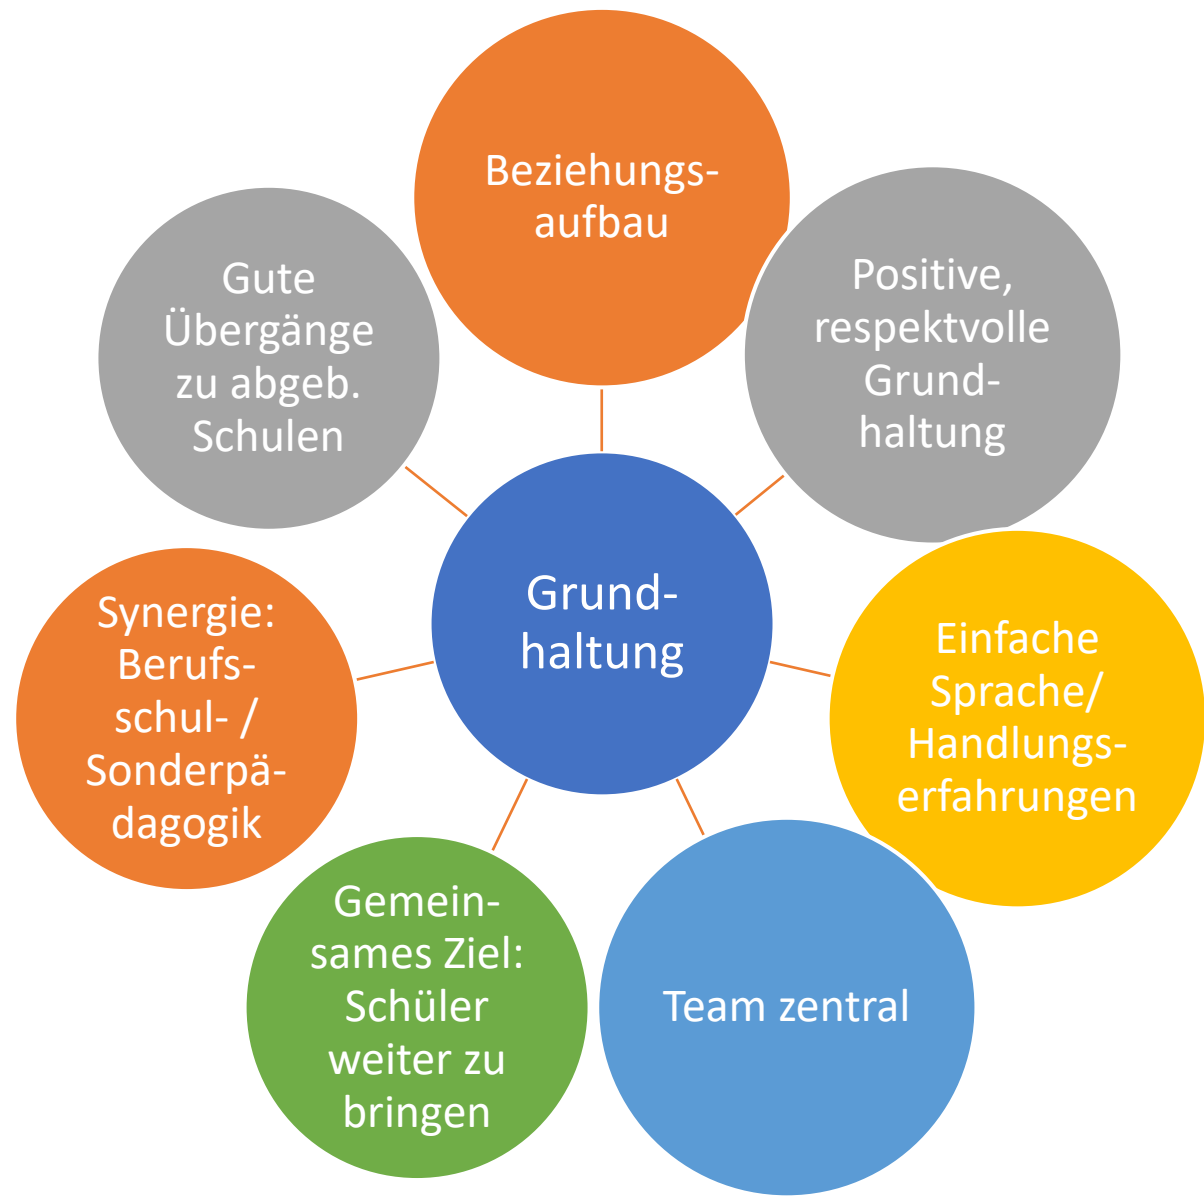 Beziehungs-
aufbau
Positive,
respektvolle
Grund-
haltung
Einfache
Sprache/
Handlungs-
erfahrungen
Team zentral
Gemein-
sames Ziel:
Schüler
weiter zu
bringen
Synergie:
Berufs-
schul- /
Sonderpä-
dagogik
Gute
Übergänge
zu abgeb.
Schulen
Grund-
haltung